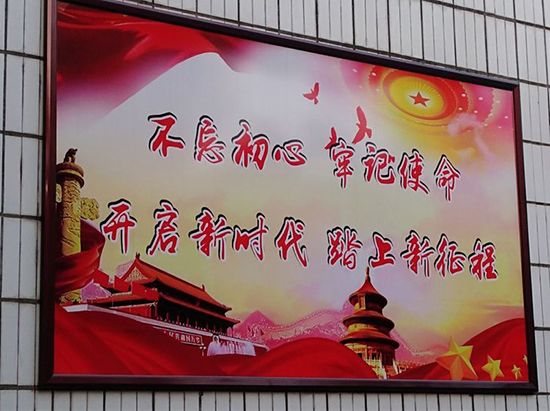 不忘初心 牢记使命
开启新时代 踏上新征程